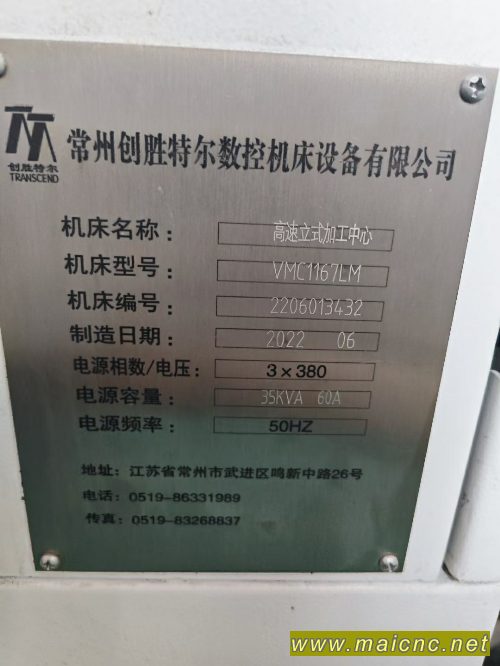 创胜特尔
TRANSCEND
常州创胜特尔数控机床设备有限公司
机床名称： 高速立式加工中心
机床型号： VMC1167LM
机床编号： 2206013432
制造日期： 2022 06
电源相数/电压： 3×380
电源容量： 35KVA 60A
电源频率： 50HZ
地址：江苏省常州市武进区鸣新中路26号
电话：0519-86331989
传真：0519-83268837
www.maicnc.net